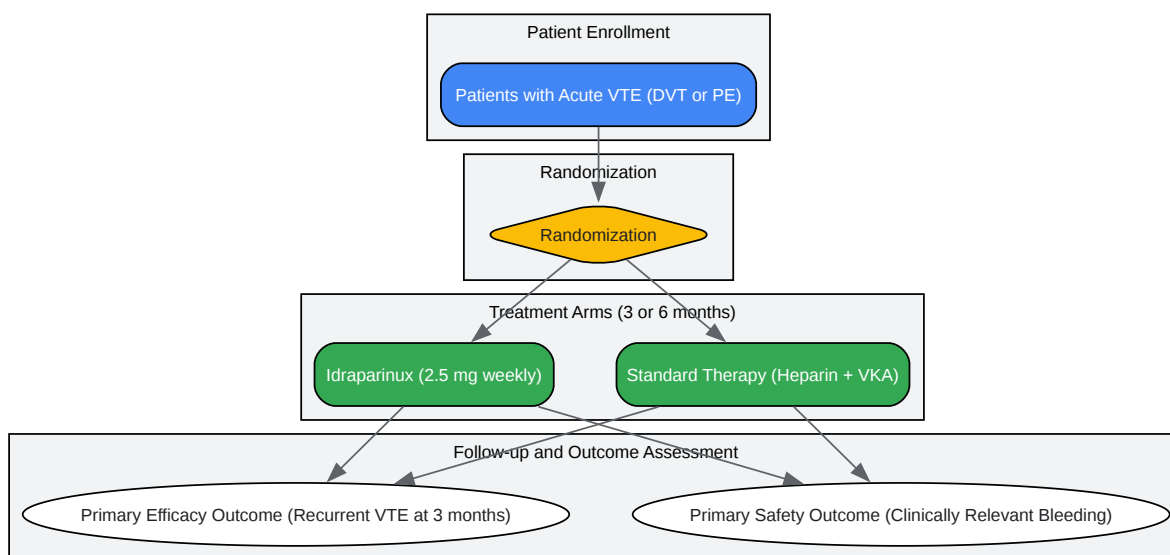 Patient Enrollment
Patients with Acute VTE (DVT or PE)
Randomization
Randomization
Treatment Arms (3 or 6 months)
Idraparinux (2.5 mg weekly)
Standard Therapy (Heparin + VKA)
Follow-up and Outcome Assessment
Primary Efficacy Outcome (Recurrent VTE at 3 months)
Primary Safety Outcome (Clinically Relevant Bleeding)